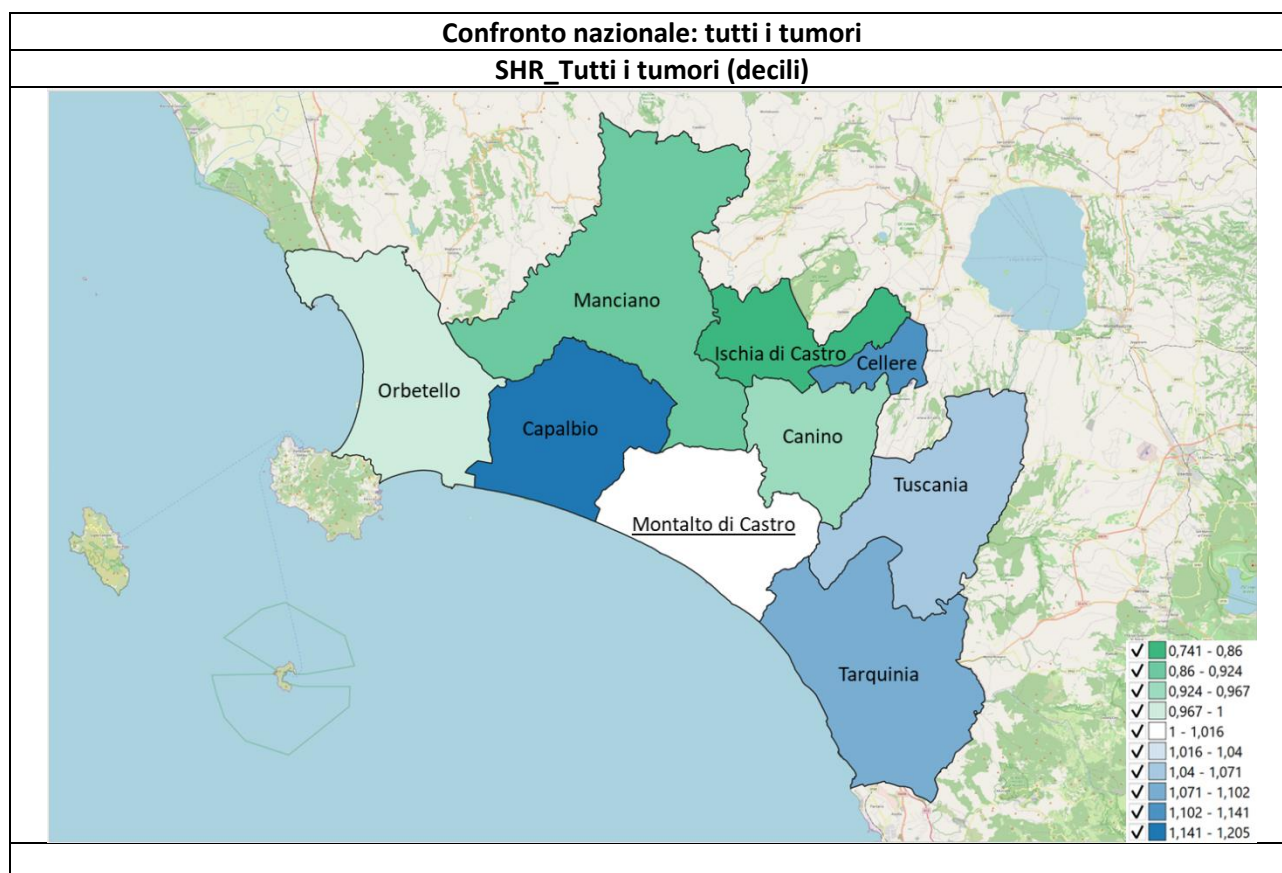 Confronto nazionale: tutti i tumori
SHR_Tutti i tumori (decili)
Manciano
Ischia di Castro
Cellere
Orbetello
Capalbio
Canino
Tuscania
Montalto di Castro
Tarquinia
0,741 - 0,86
0,86 - 0,924
0,924 - 0,967
0,967 - 1
1 - 1,016
1,016 - 1,04
1,04 - 1,071
1,071 - 1,102
1,102 - 1,141
1,141 - 1,205